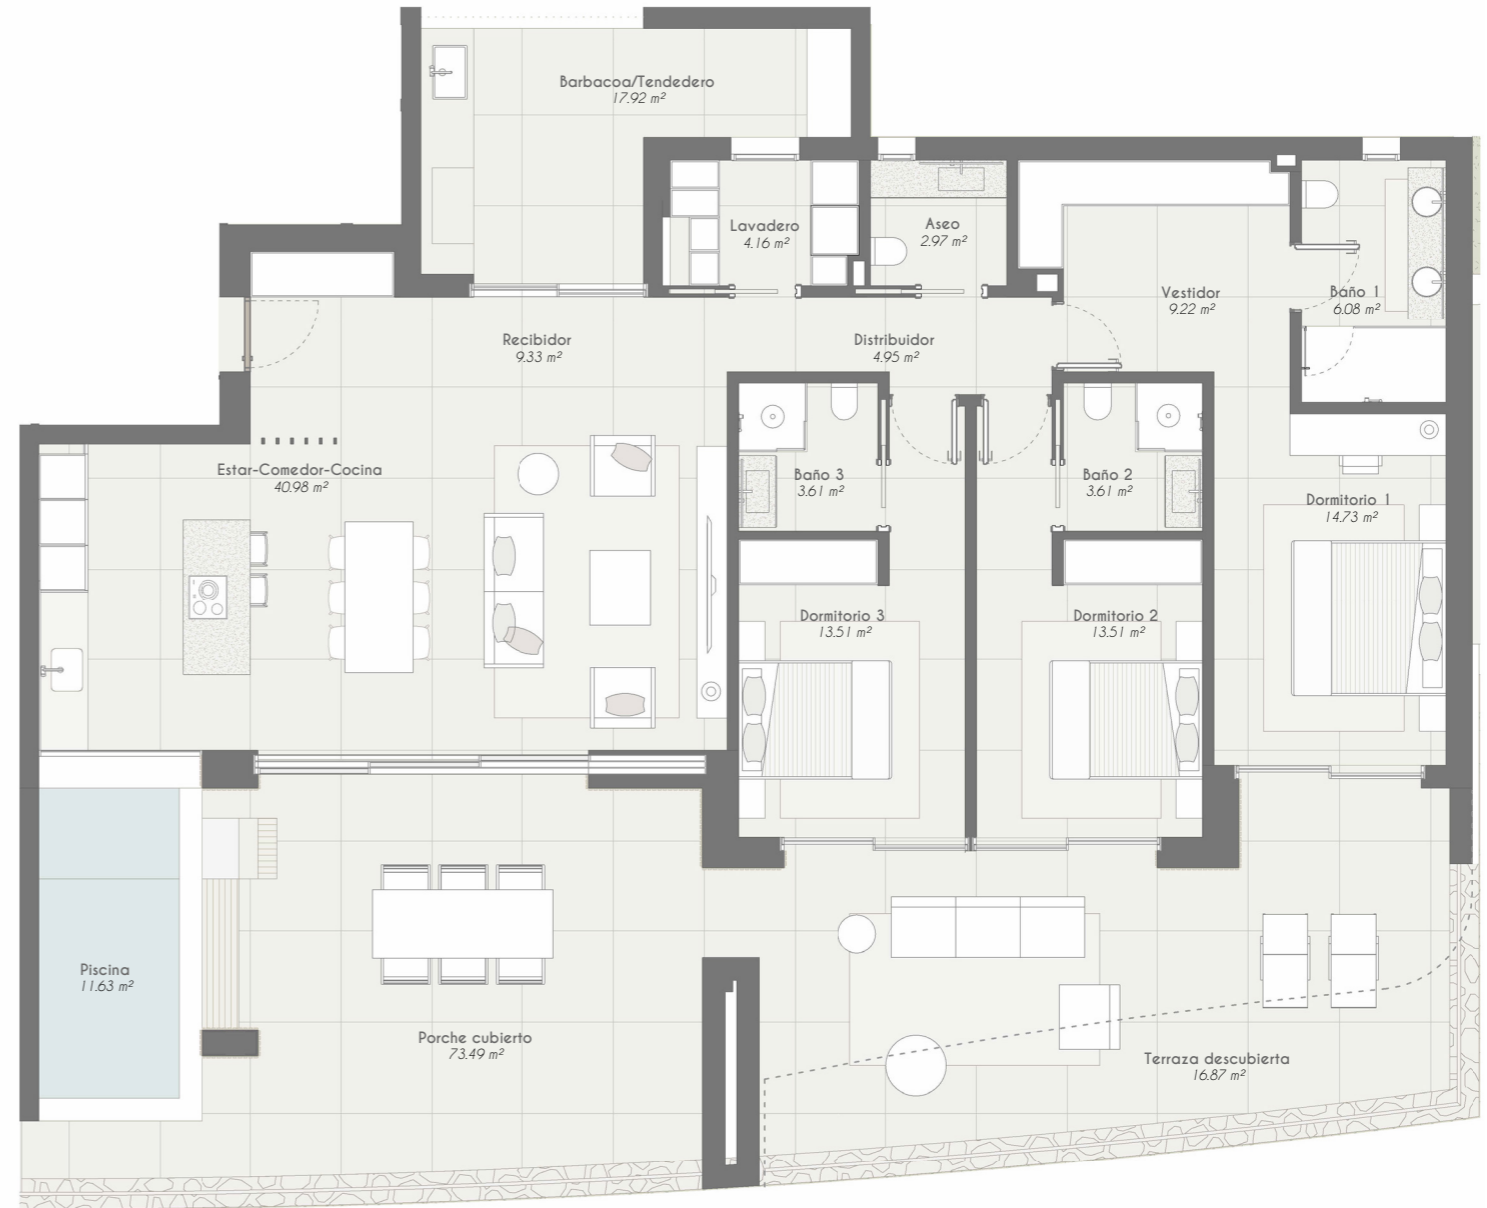 Barbacoa/Tendedero
17.92 m²
Lavadero
4.16 m²
Aseo
2.97 m²
Vestidor
9.22 m²
Baño 1
6.08 m²
Recibidor
9.33 m²
Distribuidor
4.95 m²
Estar-Comedor-Cocina
40.98 m²
Baño 3
3.61 m²
Baño 2
3.61 m²
Dormitorio 1
14.73 m²
Dormitorio 3
13.51 m²
Dormitorio 2
13.51 m²
Piscina
11.63 m²
Porche cubierto
73.49 m²
Terraza descubierta
16.87 m²